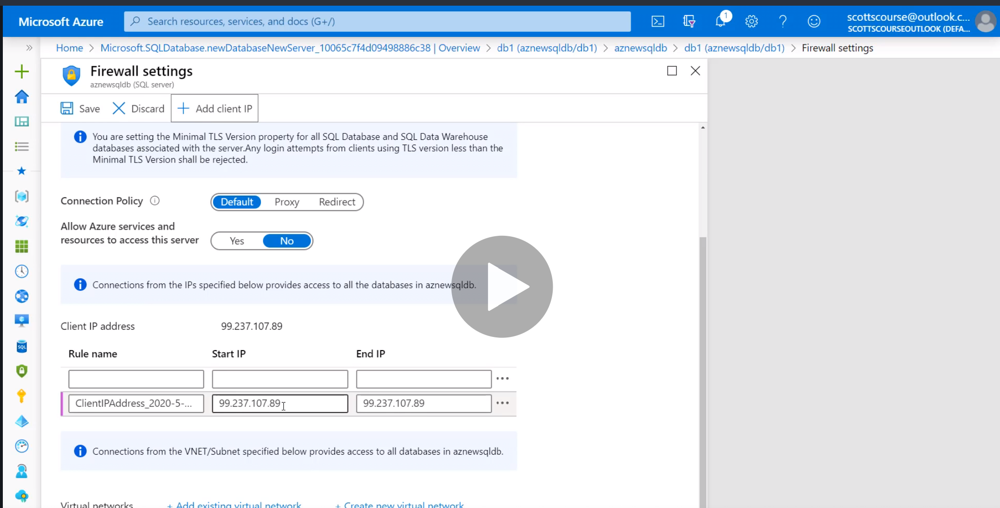 Microsoft Azure
Search resources, services, and docs (G+/)
1
scottscourse@outlook.c...
SCOTTSCOURSEOUTLOOK (DEFA...
Home > Microsoft.SQLDatabase.newDatabaseNewServer_10065c7f4d09498886c38 | Overview > db1 (aznewsqldb/db1) > aznewsqldb > db1 (aznewsqldb/db1) > Firewall settings
Firewall settings
aznewsqldb (SQL server)
Save Discard + Add client IP
You are setting the Minimal TLS Version property for all SQL Database and SQL Data Warehouse
databases associated with the server.Any login attempts from clients using TLS version less than the
Minimal TLS Version shall be rejected.
Connection Policy Default Proxy Redirect
Allow Azure services and
resources to access this server Yes No
Connections from the IPs specified below provides access to all the databases in aznewsqldb.
Client IP address 99.237.107.89
SQL
Rule name Start IP End IP
ClientIPAddress_2020-5-... 99.237.107.89 99.237.107.89
Connections from the VNET/Subnet specified below provides access to all databases in aznewsqldb.
Virtual networks + Add existing virtual network + Create new virtual network